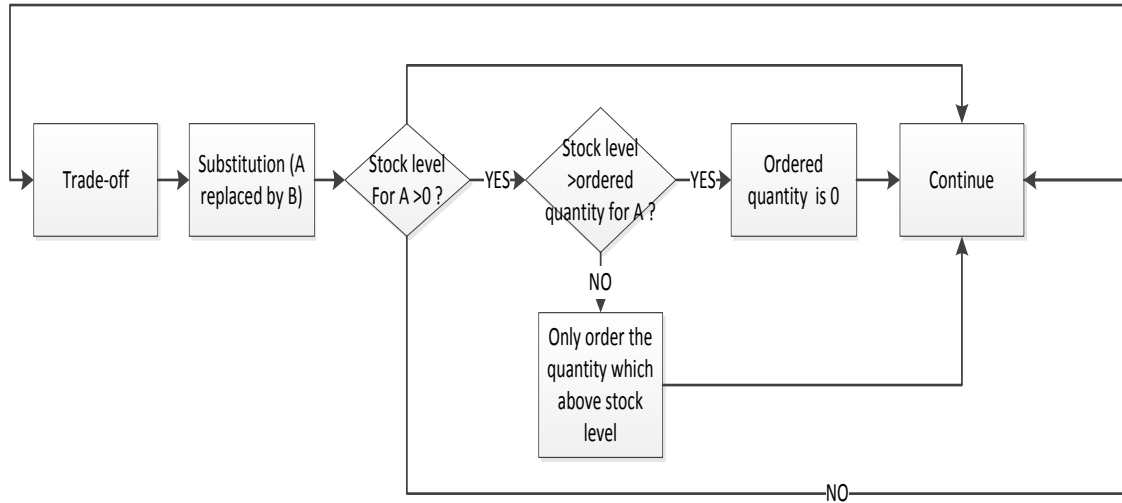 Trade-off
Substitution (A
replaced by B)
Stock level
For A >0 ?
YES
Stock level
>ordered
quantity for A ?
YES
Ordered
quantity is 0
Continue
NO
Only order the
quantity which
above stock
level
NO